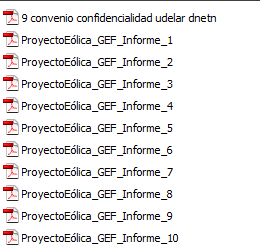 9 convenio confidencialidad udelar dnetn
ProyectoEólica_GEF_Informe_1
ProyectoEólica_GEF_Informe_2
ProyectoEólica_GEF_Informe_3
ProyectoEólica_GEF_Informe_4
ProyectoEólica_GEF_Informe_5
ProyectoEólica_GEF_Informe_6
ProyectoEólica_GEF_Informe_7
ProyectoEólica_GEF_Informe_8
ProyectoEólica_GEF_Informe_9
ProyectoEólica_GEF_Informe_10